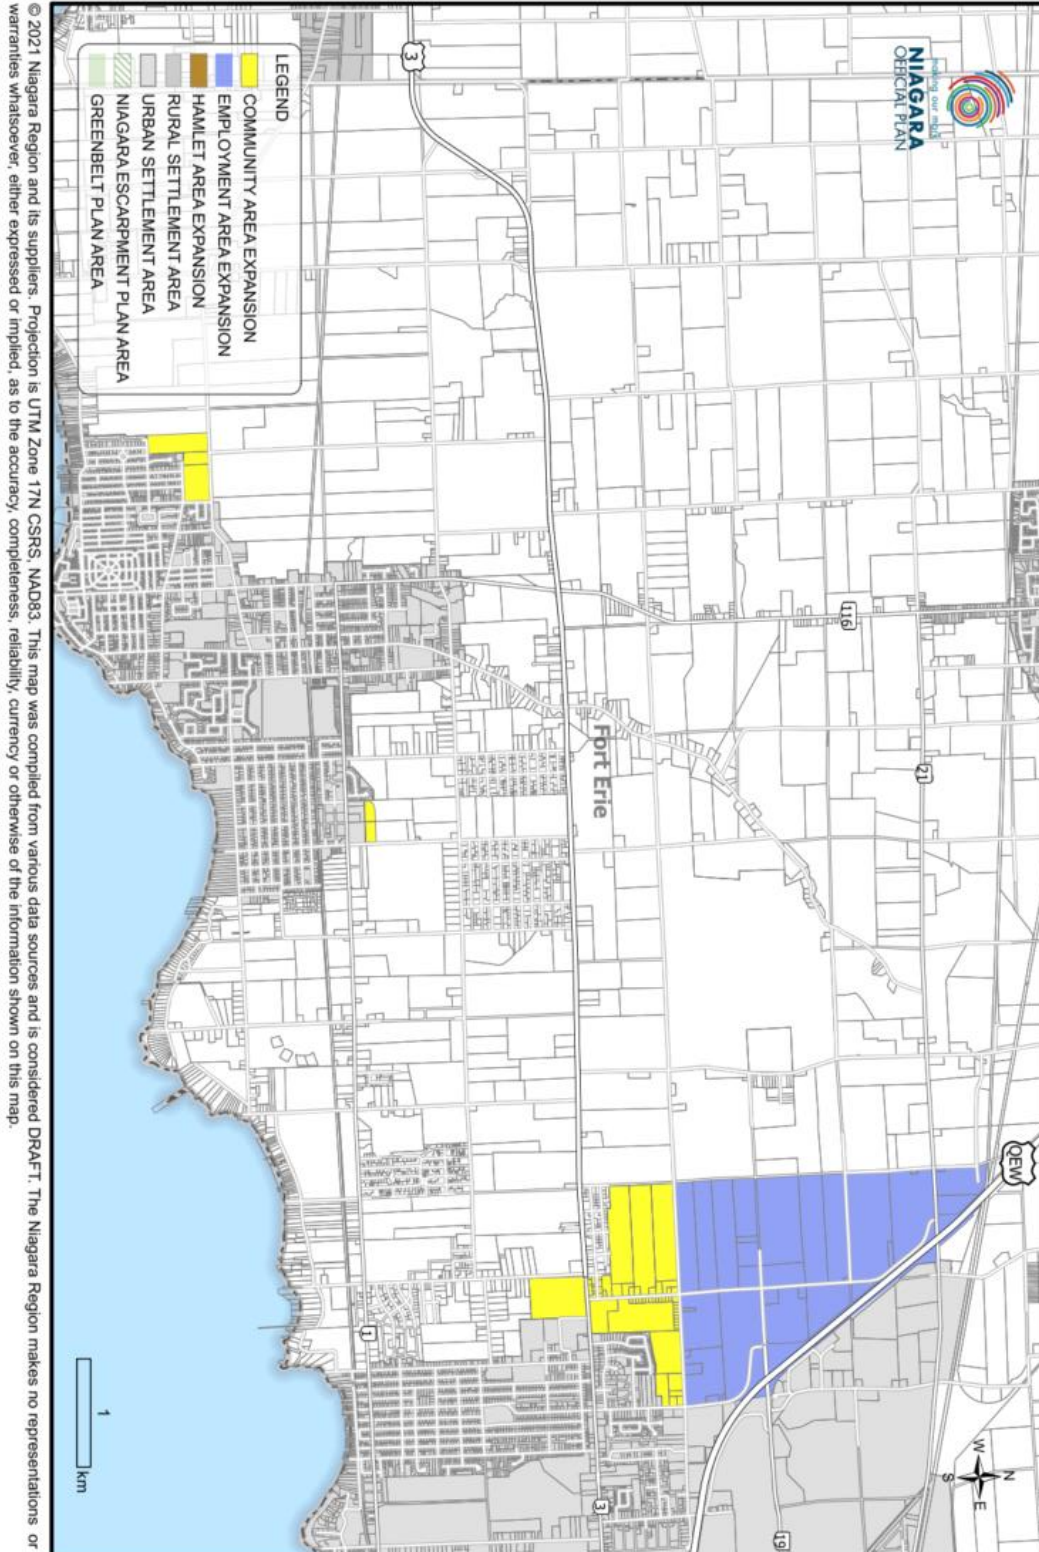 making our mark
NIAGARA
OFFICIAL PLAN
LEGEND
COMMUNITY AREA EXPANSION
EMPLOYMENT AREA EXPANSION
HAMLET AREA EXPANSION
RURAL SETTLEMENT AREA
URBAN SETTLEMENT AREA
NIAGARA ESCARPMENT PLAN AREA
GREENBELT PLAN AREA
3
116
21
Fort Erie
QEW
1
3
19
N
W
E
S
1
km
© 2021 Niagara Region and its suppliers. Projection is UTM Zone 17N CSRS, NAD83. This map was compiled from various data sources and is considered DRAFT. The Niagara Region makes no representations or
warranties whatsoever, either expressed or implied, as to the accuracy, completeness, reliability, currency or otherwise of the information shown on this map.